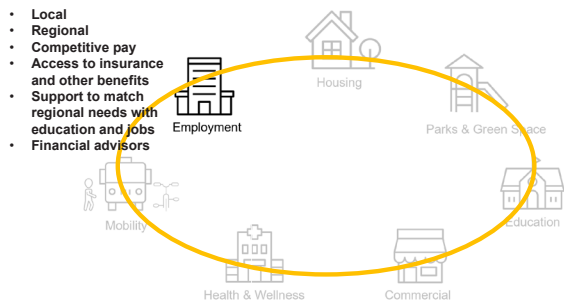 • Local
• Regional
• Competitive pay
• Access to insurance
and other benefits
• Support to match
regional needs with
education and jobs
• Financial advisors
Employment
Housing
Parks & Green Space
Education
Commercial
Health & Wellness
Mobility